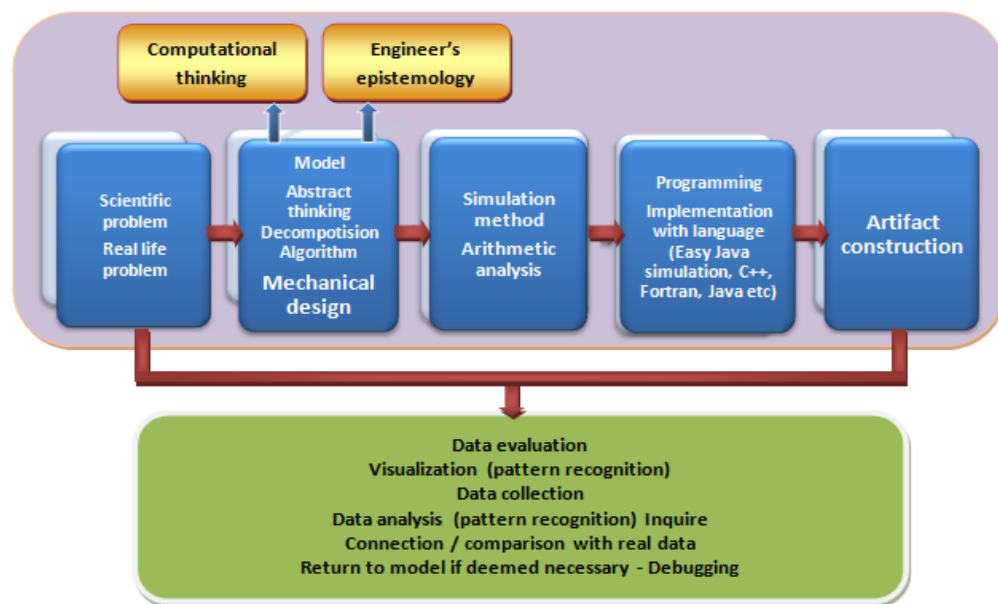 Computational
thinking
Engineer's
epistemology
Scientific
problem
Real life
problem
Model
Abstract
thinking
Decompotision
Algorithm
Mechanical
design
Simulation
method
Arithmetic
analysis
Programming
Implementation
with language
(Easy Java
simulation, C++,
Fortran, Java etc)
Artifact
construction
Data evaluation
Visualization (pattern recognition)
Data collection
Data analysis (pattern recognition) Inquire
Connection / comparison with real data
Return to model if deemed necessary - Debugging